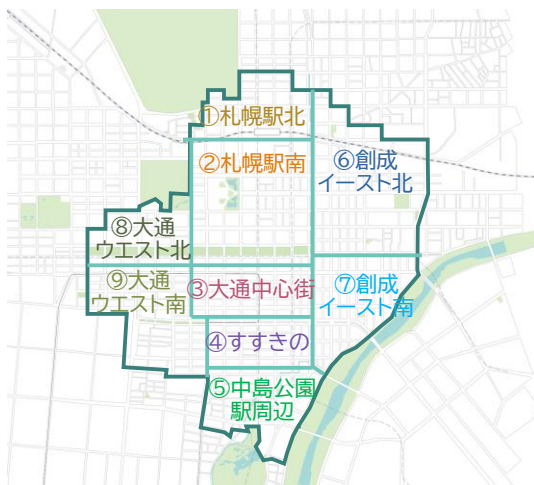 ①札幌駅北
②札幌駅南
⑥創成
イースト北
⑧大通
ウエスト北
⑨大通
ウエスト南
③大通中心街
⑦創成
イースト南
④すすきの
⑤中島公園
駅周辺